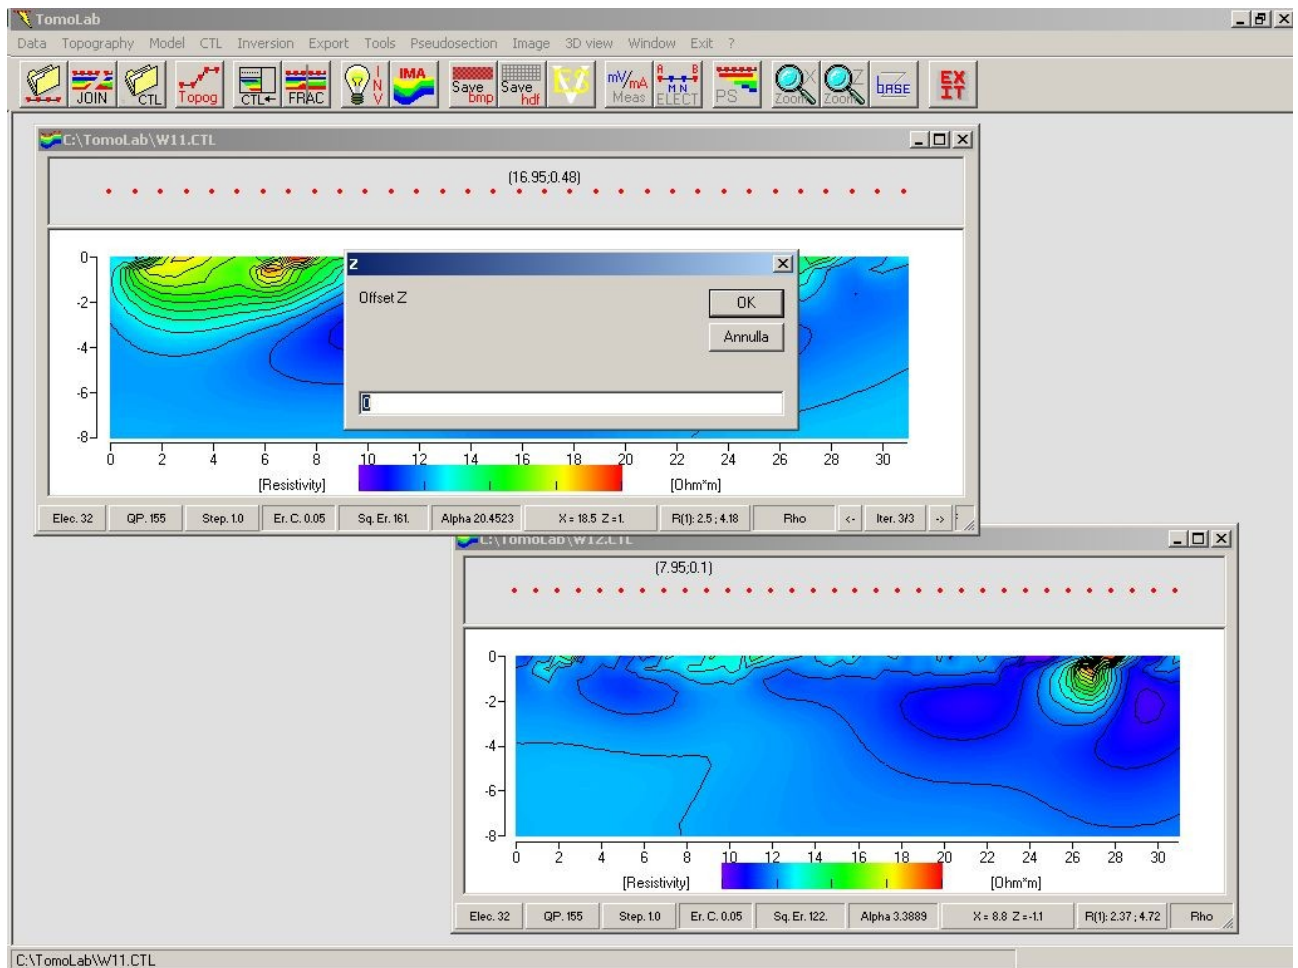 TomoLab
Data Topography Model CTL Inversion Export Tools Pseudosection Image 3D view Window Exit ?
JOIN CTL Topog CTL← FRAC INV IMA Save bmp Save hdf ES mV/mA Meas A B M N ELECT PS Zoom X Zoom Z BASE EXIT
C:\TomoLab\W11.CTL
(16.95;0.48)
Z
Offset Z
OK
Annulla
0
0
-2
-4
-6
-8
0 2 4 6 8 10 12 14 16 18 20 22 24 26 28 30
[Resistivity] [Ohm*m]
Elec. 32 QP. 155 Step. 1.0 Er. C. 0.05 Sq. Er. 161. Alpha 20.4523 X = 18.5 Z =1. R(1): 2.5 ; 4.18 Rho <- Iter. 3/3 ->
C:\TomoLab\W12.CTL
(7.95;0.1)
0
-2
-4
-6
-8
0 2 4 6 8 10 12 14 16 18 20 22 24 26 28 30
[Resistivity] [Ohm*m]
Elec. 32 QP. 155 Step. 1.0 Er. C. 0.05 Sq. Er. 122. Alpha 3.3889 X = 8.8 Z =-1.1 R(1): 2.37 ; 4.72 Rho
C:\TomoLab\W11.CTL